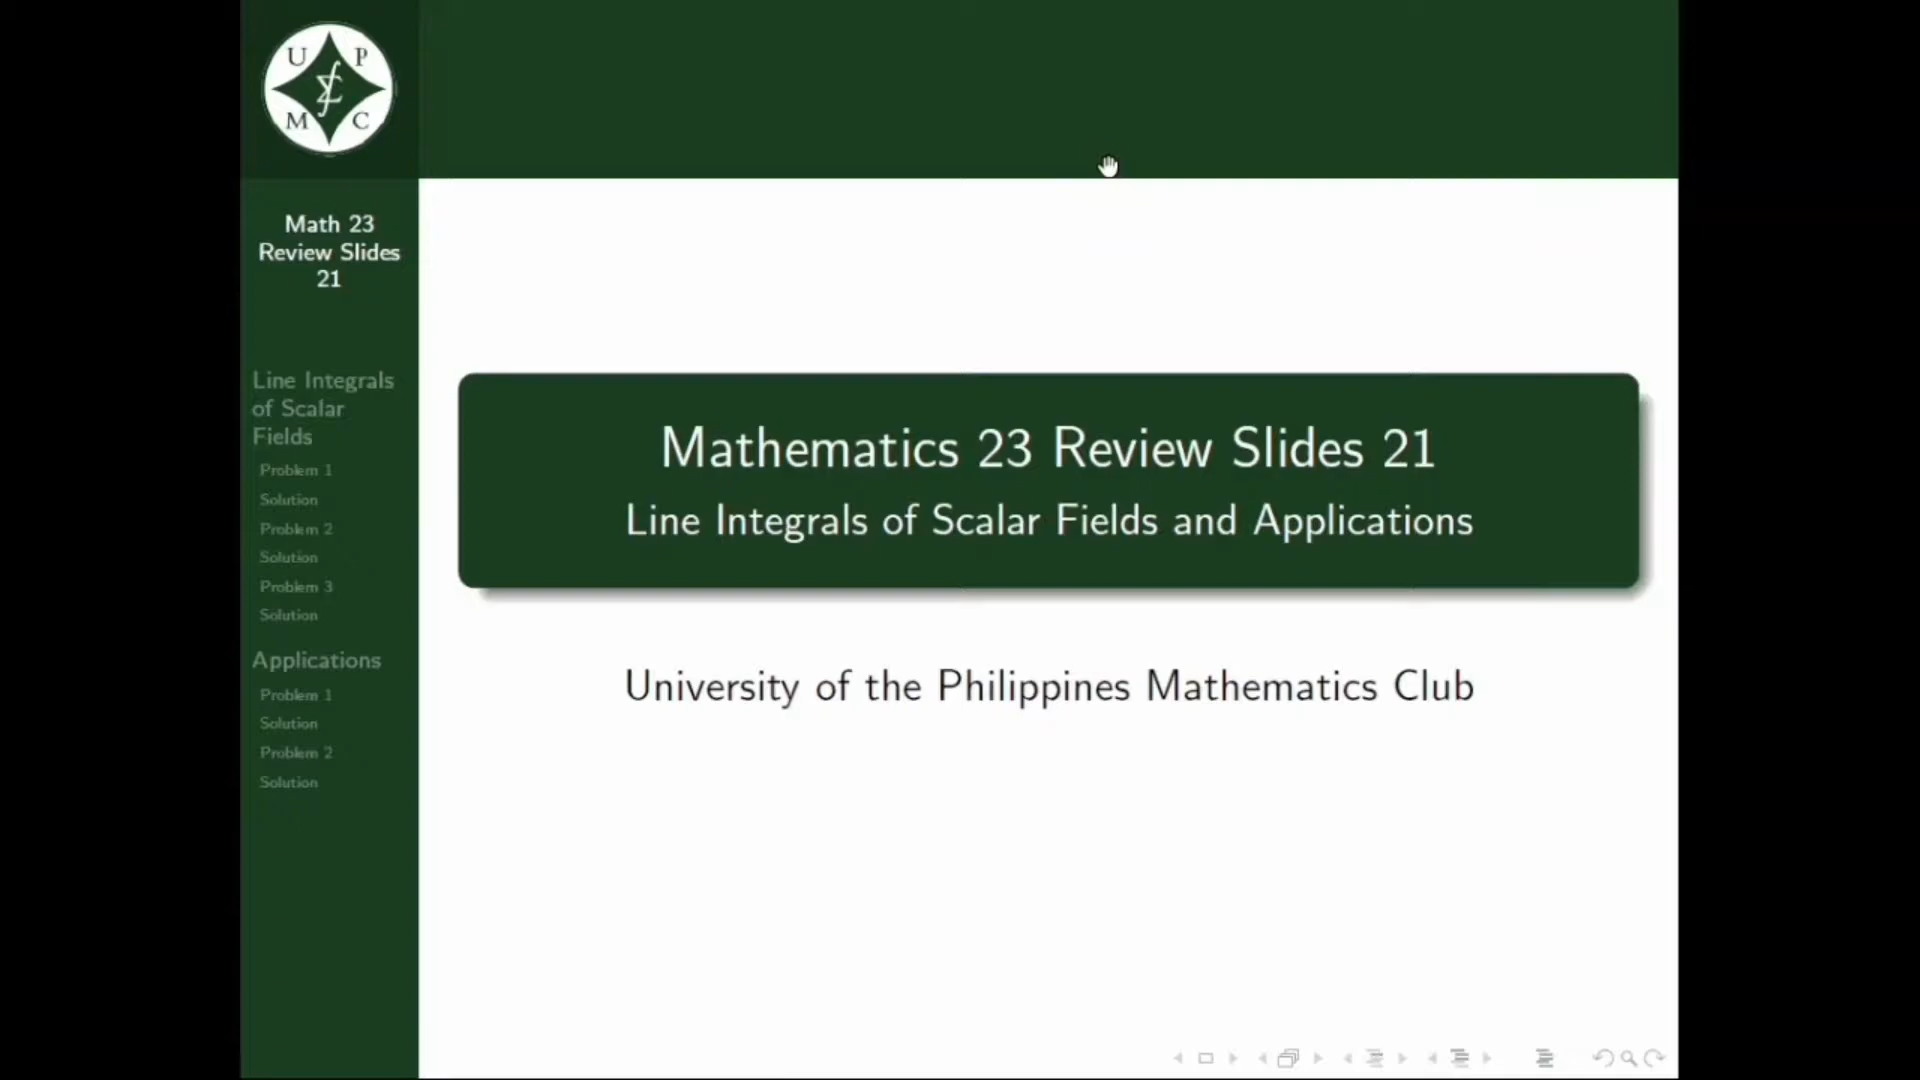 U P
M C
Math 23
Review Slides
21
Line Integrals
of Scalar
Fields
Problem 1
Solution
Problem 2
Solution
Problem 3
Solution
Applications
Problem 1
Solution
Problem 2
Solution
Mathematics 23 Review Slides 21
Line Integrals of Scalar Fields and Applications
University of the Philippines Mathematics Club